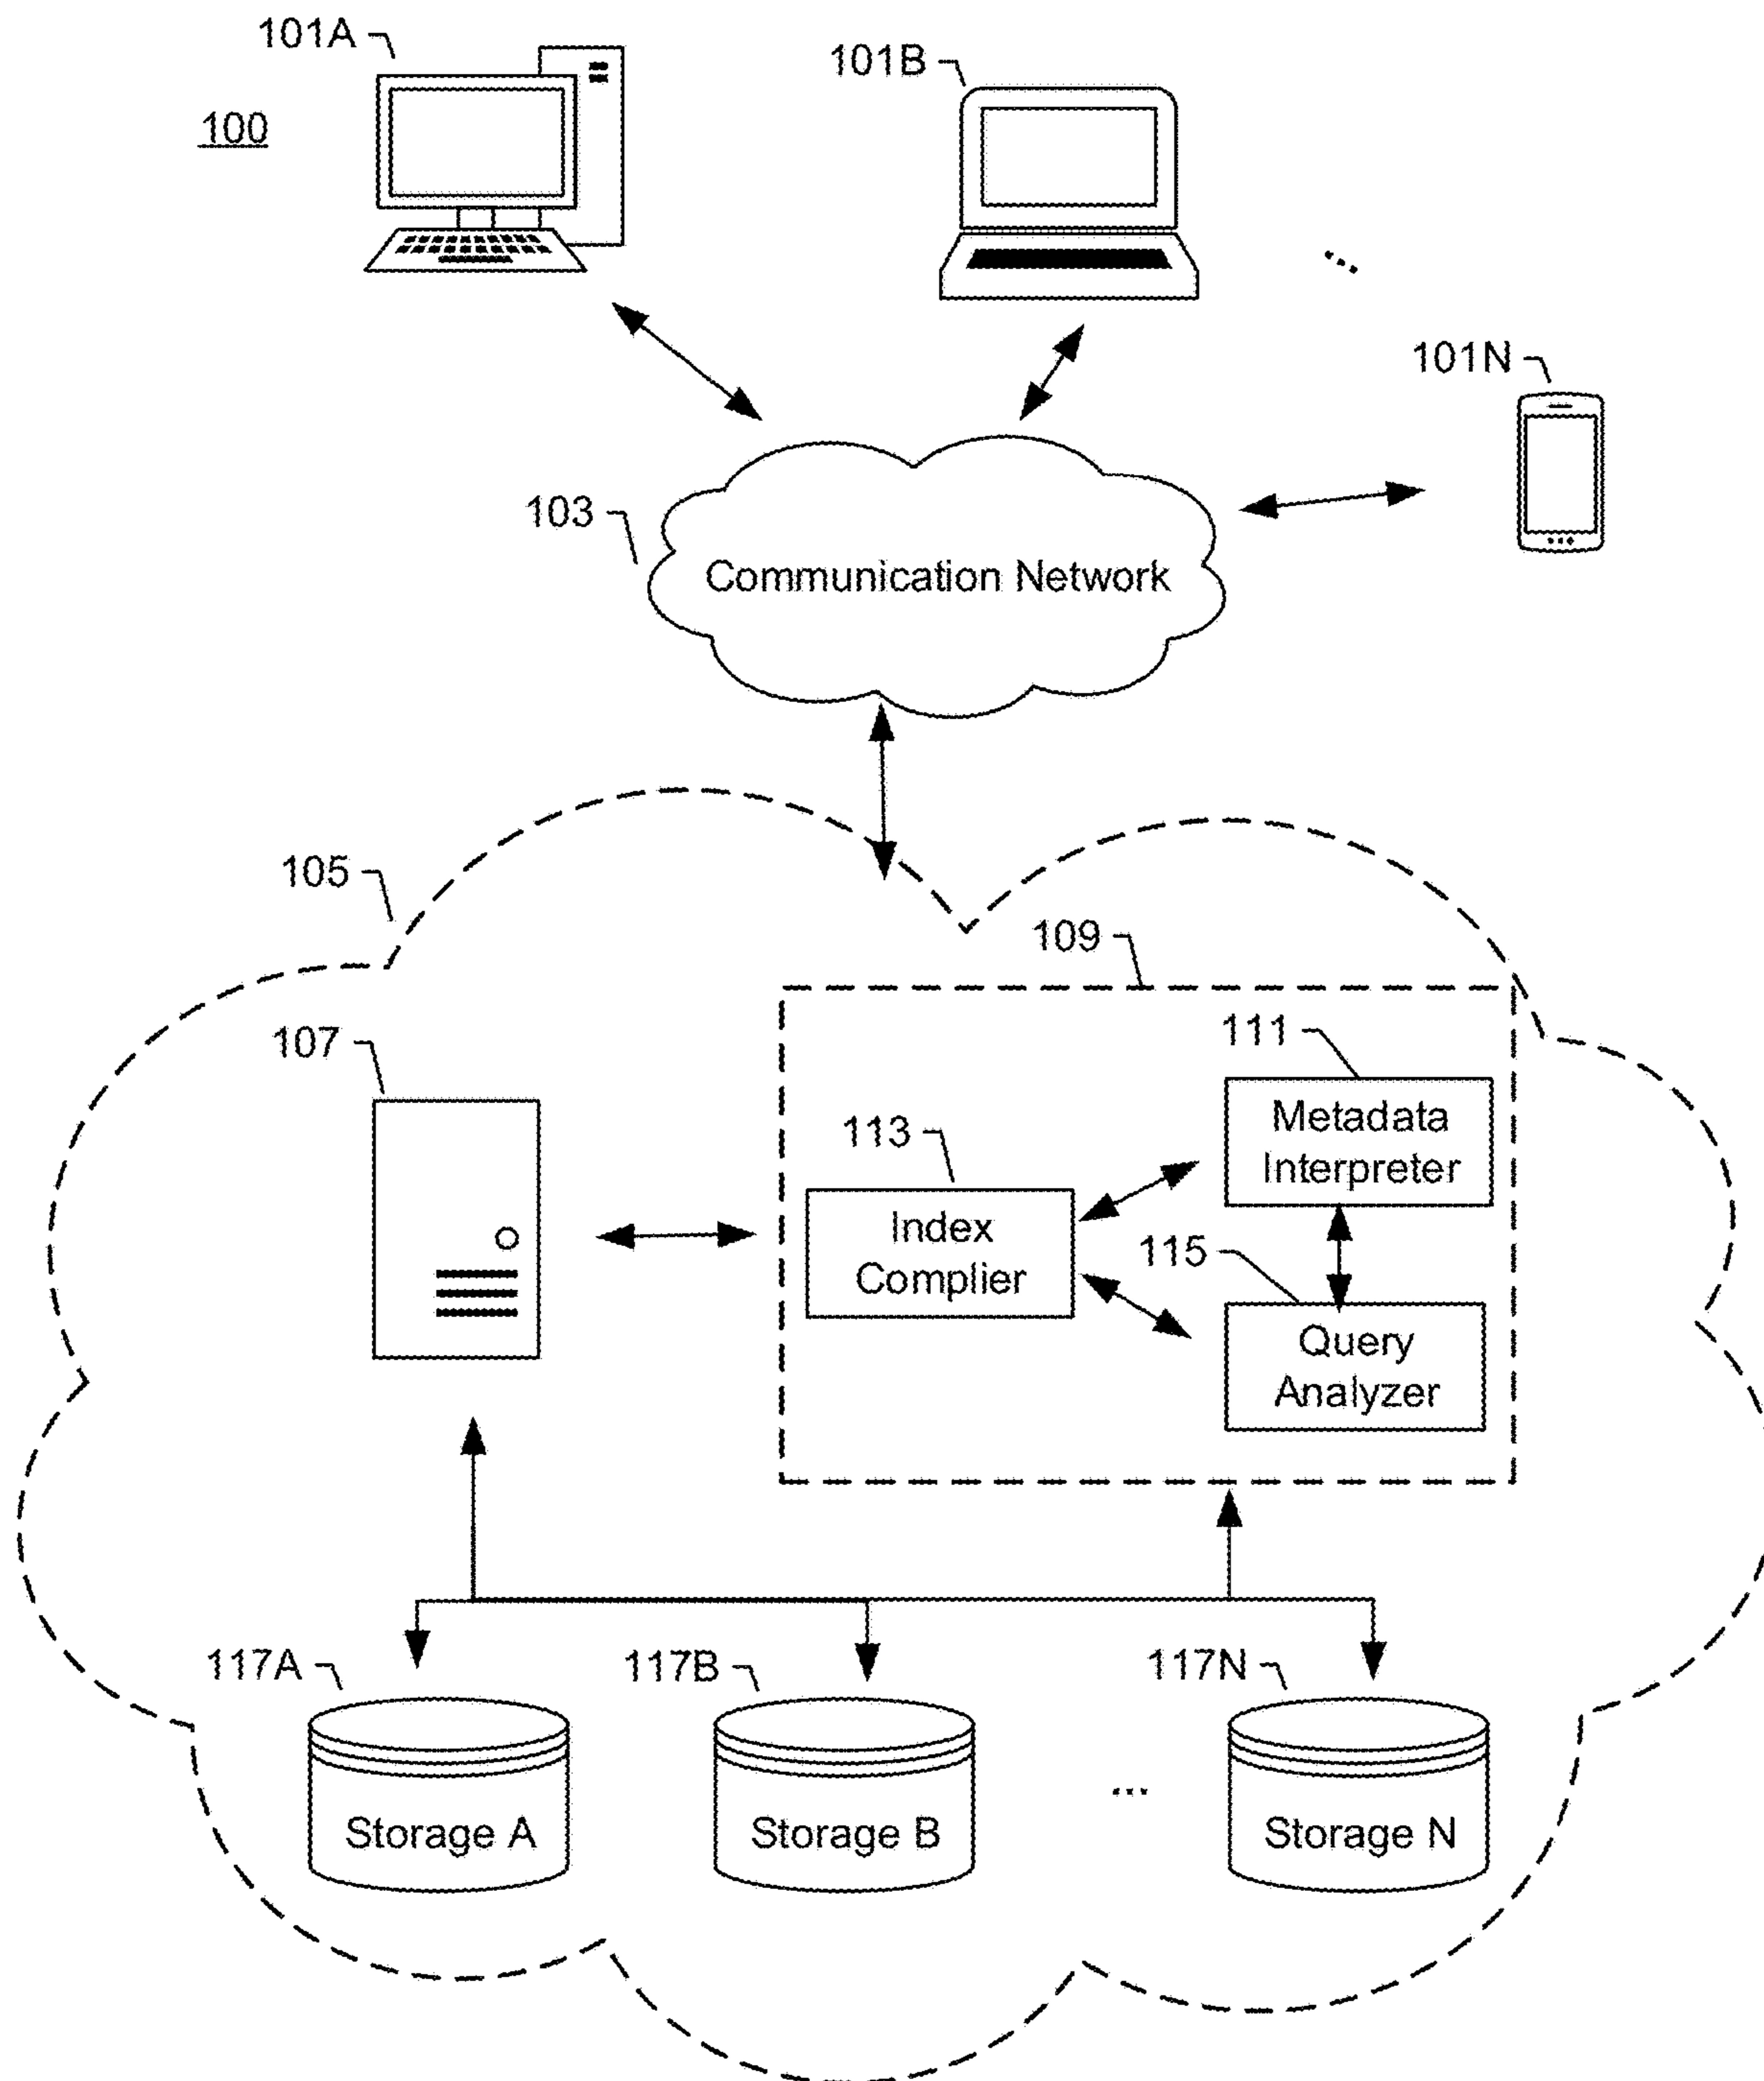 101A
101B
100
101N
103
Communication Network
105
109
107
111
Metadata
Interpreter
113
Index
Complier
115
Query
Analyzer
117A
117B
117N
Storage A
Storage B
...
Storage N